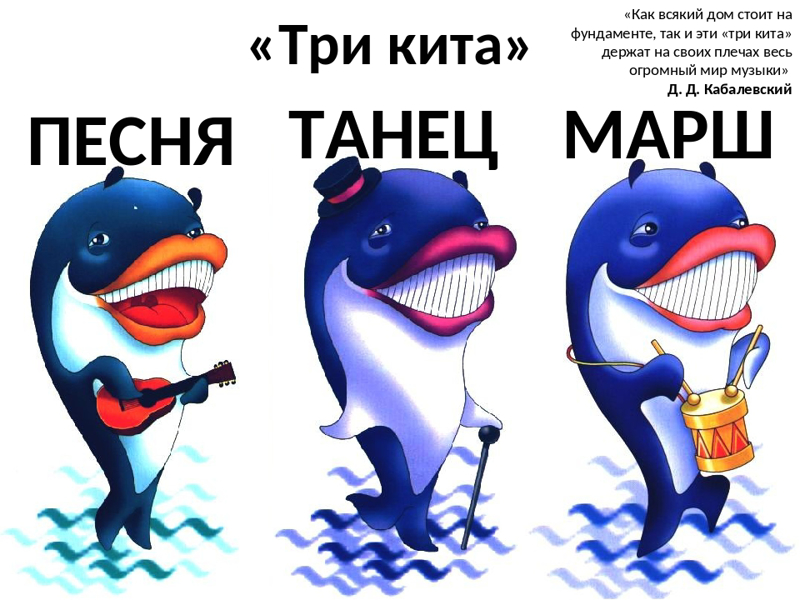 «Три кита»
«Как всякий дом стоит на
фундаменте, так и эти «три кита»
держат на своих плечах весь
огромный мир музыки»
Д. Д. Кабалевский
ПЕСНЯ
ТАНЕЦ
МАРШ